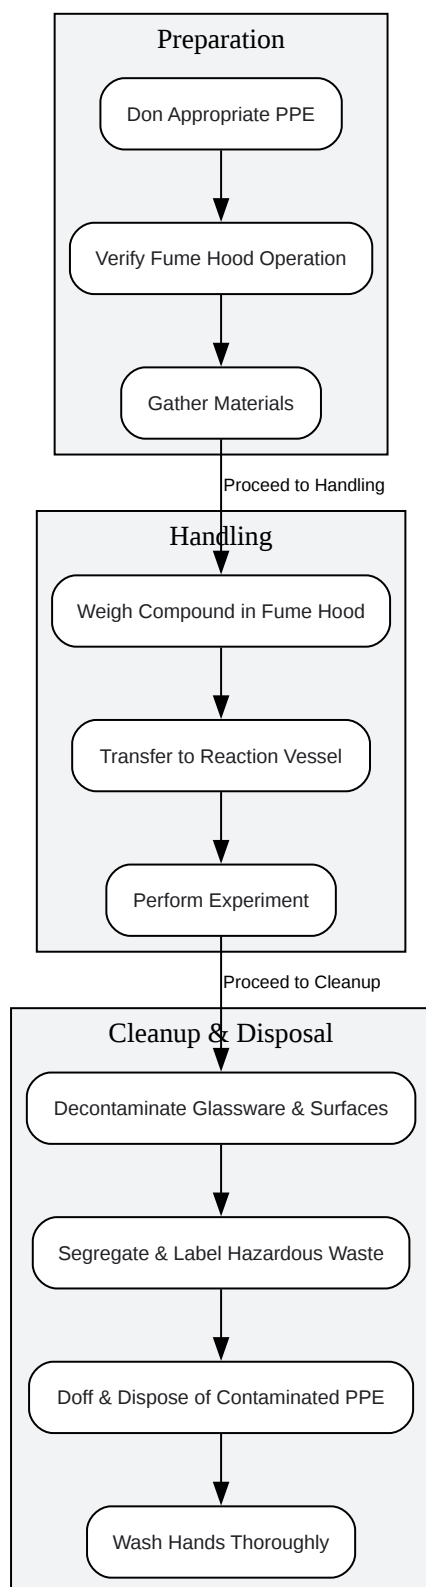 Preparation
Don Appropriate PPE
Verify Fume Hood Operation
Gather Materials
Proceed to Handling
Handling
Weigh Compound in Fume Hood
Transfer to Reaction Vessel
Perform Experiment
Proceed to Cleanup
Cleanup & Disposal
Decontaminate Glassware & Surfaces
Segregate & Label Hazardous Waste
Doff & Dispose of Contaminated PPE
Wash Hands Thoroughly